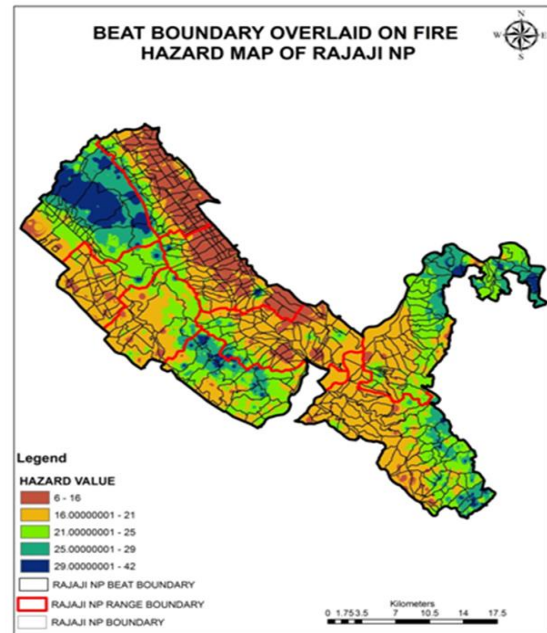 BEAT BOUNDARY OVERLAID ON FIRE
HAZARD MAP OF RAJAJI NP
N
W E
S
Legend
HAZARD VALUE
6 - 16
16.00000001 - 21
21.00000001 - 25
25.00000001 - 29
29.00000001 - 42
RAJAJI NP BEAT BOUNDARY
RAJAJI NP RANGE BOUNDARY
RAJAJI NP BOUNDARY
Kilometers
0 1.75 3.5 7 10.5 14 17.5